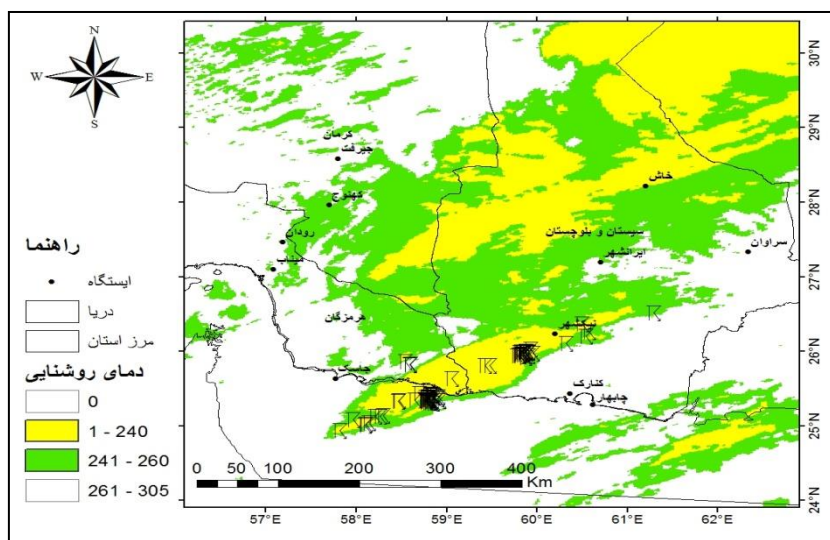 N
W E
S
کرمان
جیرفت
کهنوج
رودان
میناب
هرمزگان
جاسک
خاش
سیستان و بلوچستان
ایرانشهر
سراوان
نیکشهر
کنارک
چابهار
راهنما
ایستگاه
دریا
مرز استان
دمای روشنایی
0
1 - 240
241 - 260
261 - 305
0 50 100 200 300 400
Km
57°E 58°E 59°E 60°E 61°E 62°E
30°N
29°N
28°N
27°N
26°N
25°N
24°N